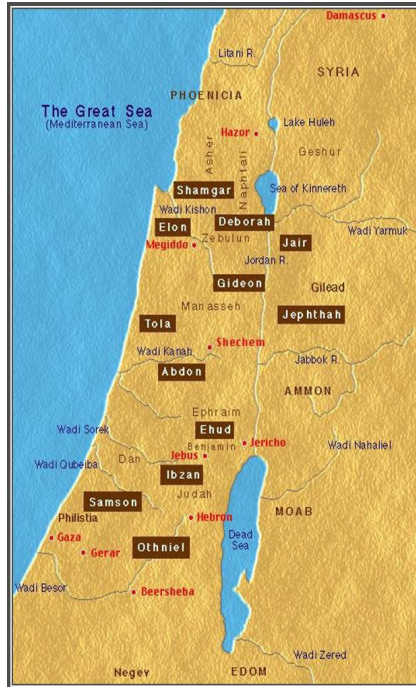 Damascus
Litani R.
SYRIA
PHOENICIA
The Great Sea
(Mediterranean Sea)
Lake Huleh
Hazor
Asher
Naphtali
Geshur
Shamgar
Sea of Kinnereth
Wadi Kishon
Deborah
Elon
Zebulun
Wadi Yarmuk
Megiddo
Jair
Jordan R.
Gideon
Gilead
Manasseh
Jephthah
Tola
Shechem
Wadi Kanah
Jabbok R.
Abdon
AMMON
Ephraim
Ehud
Wadi Sorek
Benjamin
Jericho
Wadi Nahaliel
Dan
Jebus
Wadi Qubeiba
Ibzan
Judah
Samson
MOAB
Philistia
Hebron
Gaza
Dead
Sea
Gerar
Othniel
Wadi Besor
Beersheba
Wadi Zered
Negev
EDOM